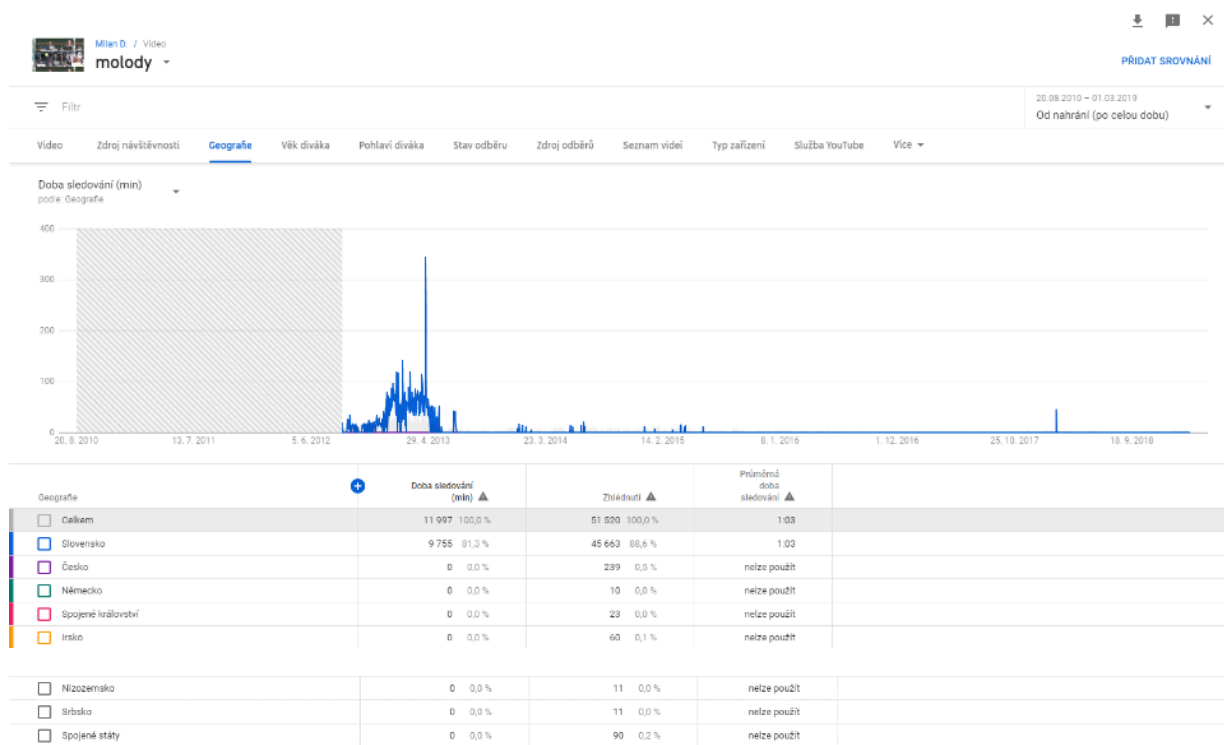 Milan D. / Video
molody
PŘIDAT SROVNÁNÍ
Filtr
20.08.2010 – 01.03.2019
Od nahrání (po celou dobu)
Video Zdroj návštěvnosti Geografie Věk diváka Pohlaví diváka Stav odběru Zdroj odběrů Seznam videí Typ zařízení Služba YouTube Více
Doba sledování (min)
podle: Geografie
400
300
200
100
0
5. 6. 2012 29. 4. 2013 23. 3. 2014 14. 2. 2015 8. 1. 2016 1. 12. 2016 25. 10. 2017 18. 9. 2018
Geografie Doba sledování (min) Zhlédnutí Průměrná doba sledování
Celkem 11 997 100,0 % 51 520 100,0 % 1:03
Slovensko 9 755 81,3 % 45 663 88,6 % 1:03
Česko 0 0,0 % 239 0,5 % nelze použít
Německo 0 0,0 % 10 0,0 % nelze použít
Spojené království 0 0,0 % 23 0,0 % nelze použít
Irsko 0 0,0 % 60 0,1 % nelze použít
Nizozemsko 0 0,0 % 11 0,0 % nelze použít
Srbsko 0 0,0 % 11 0,0 % nelze použít
Spojené státy 0 0,0 % 90 0,2 % nelze použít